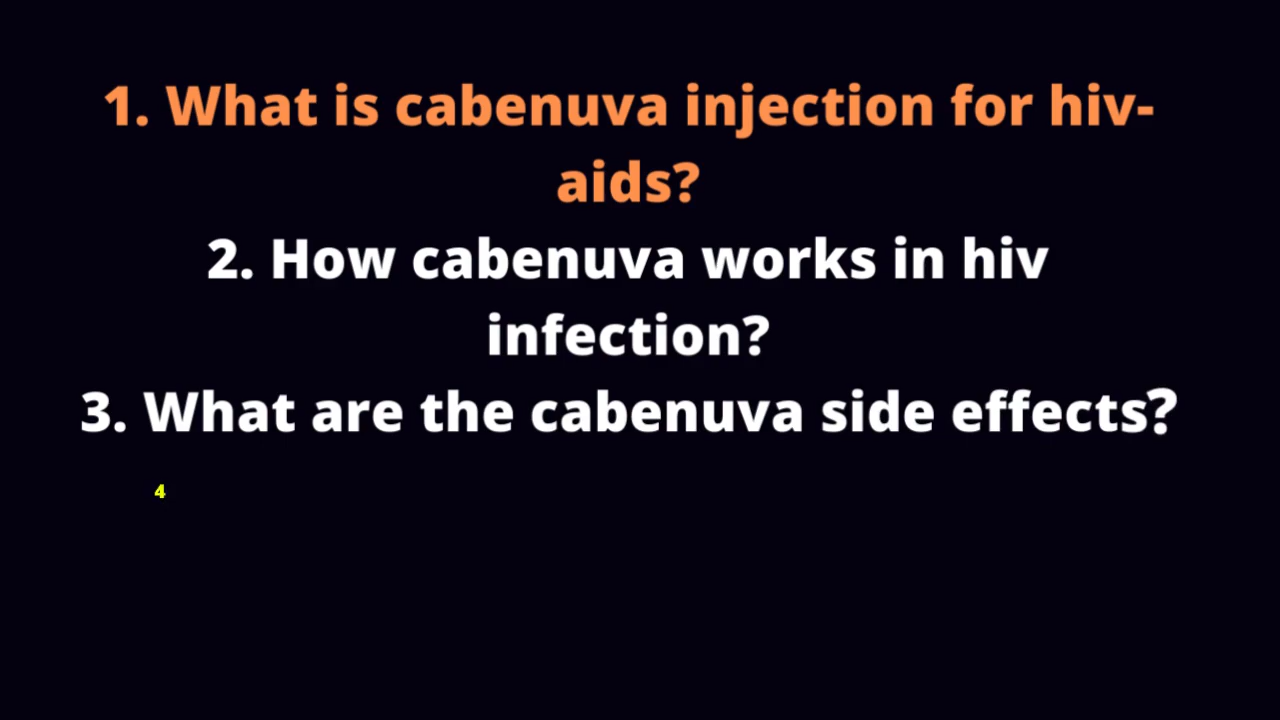 1. What is cabenuva injection for hiv-
aids?
2. How cabenuva works in hiv
infection?
3. What are the cabenuva side effects?
4